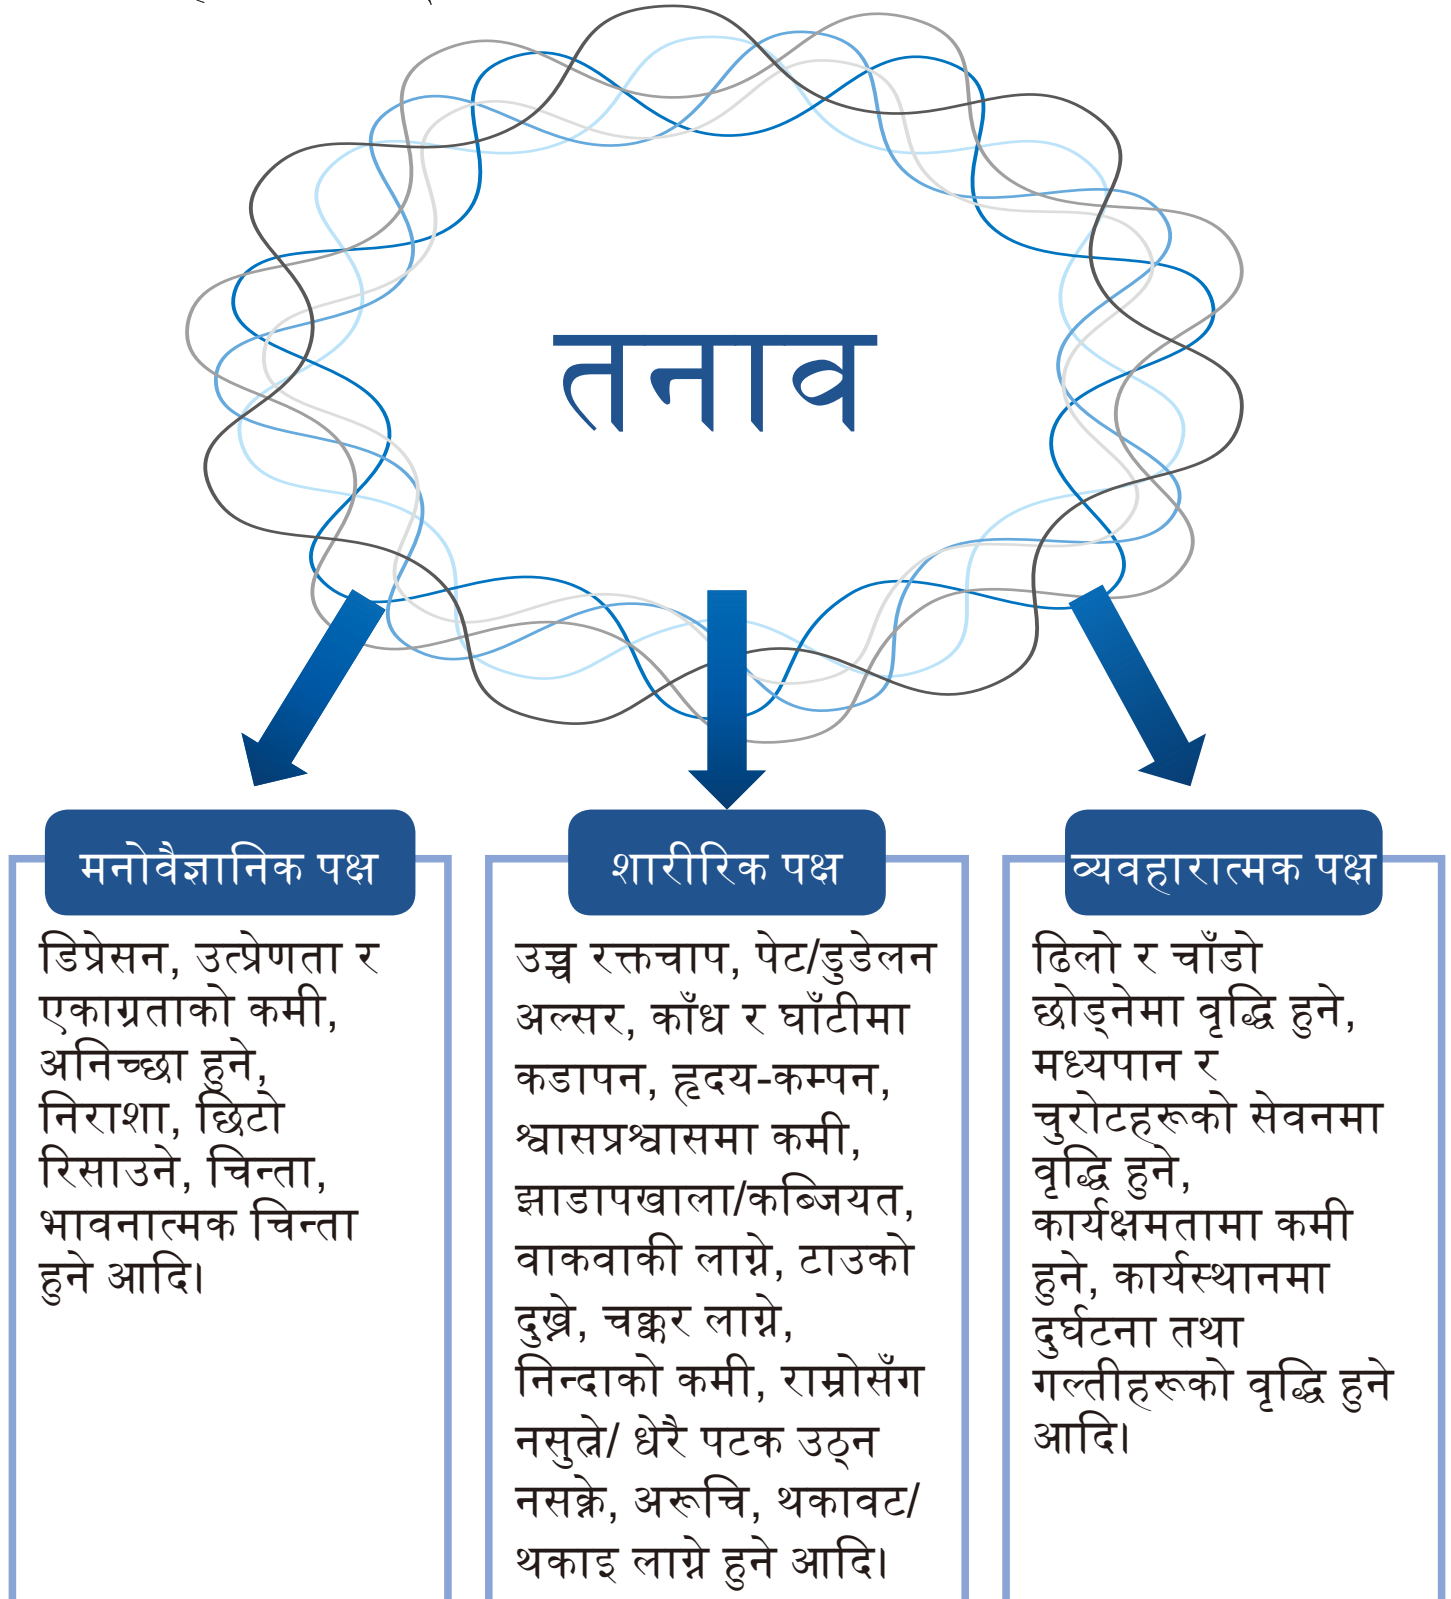 तनाव
मनोवैज्ञानिक पक्ष
डिप्रेसन, उत्प्रेणता र
एकाग्रताको कमी,
अनिच्छा हुने,
निराशा, छिटो
रिसाउने, चिन्ता,
भावनात्मक चिन्ता
हुने आदि।
शारीरिक पक्ष
उच्च रक्तचाप, पेट/डुडेलन
अल्सर, काँध र घाँटीमा
कडापन, हृदय-कम्पन,
श्वासप्रश्वासमा कमी,
झाडापखाला/कब्जियत,
वाकवाकी लाग्ने, टाउको
दुख्ने, चक्कर लाग्ने,
निन्दाको कमी, राम्रोसँग
नसुत्ने/ धेरै पटक उठ्न
नसक्ने, अरूचि, थकावट/
थकाइ लाग्ने हुने आदि।
व्यवहारात्मक पक्ष
ढिलो र चाँडो
छोड्नेमा वृद्धि हुने,
मध्यपान र
चुरोटहरूको सेवनमा
वृद्धि हुने,
कार्यक्षमतामा कमी
हुने, कार्यस्थानमा
दुर्घटना तथा
गल्तीहरूको वृद्धि हुने
आदि।